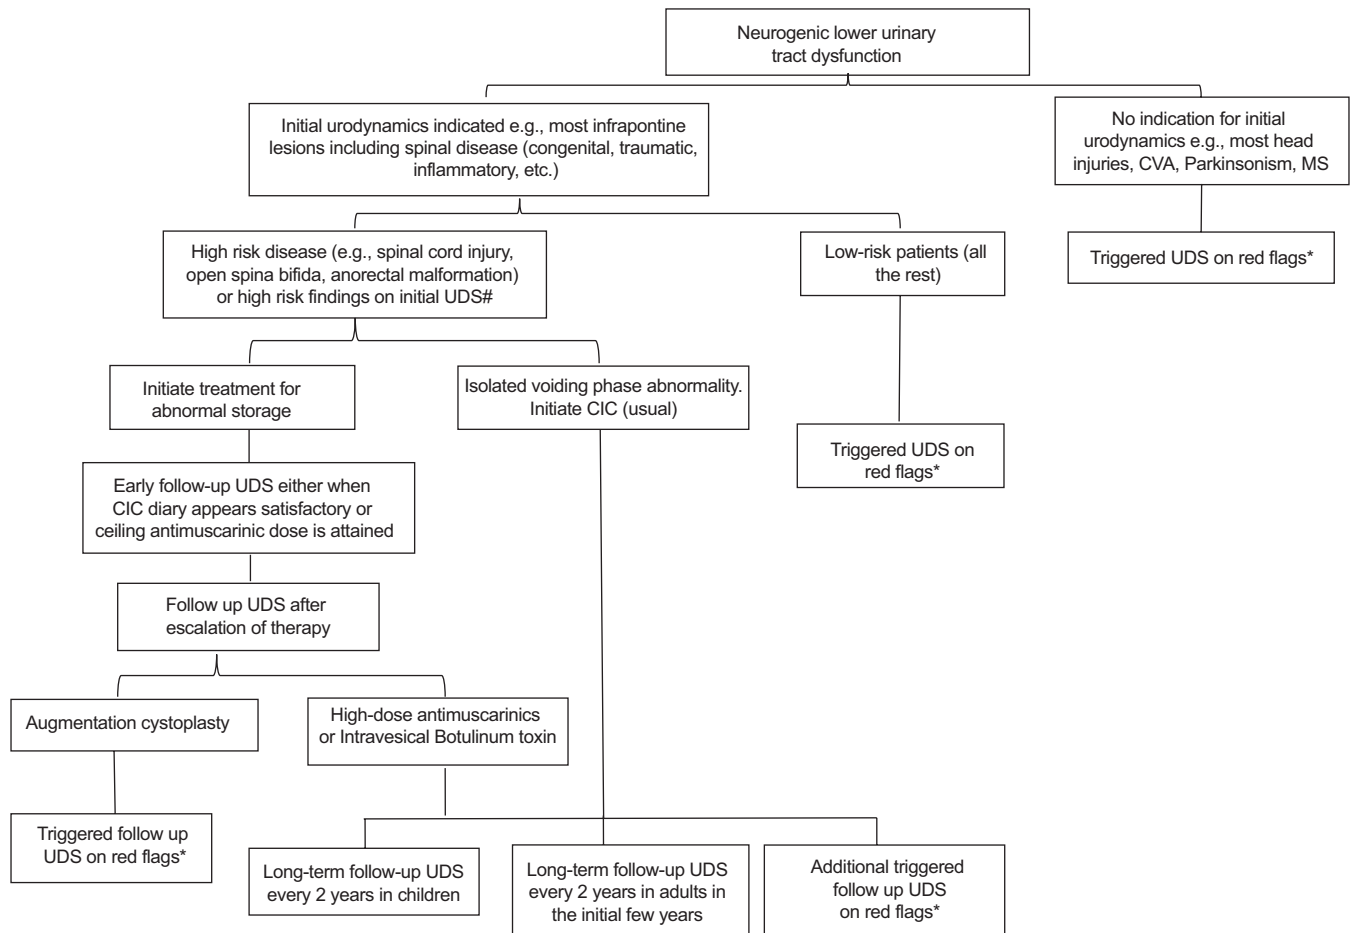 Neurogenic lower urinary
tract dysfunction
Initial urodynamics indicated e.g., most infrapontine
lesions including spinal disease (congenital, traumatic,
inflammatory, etc.)
No indication for initial
urodynamics e.g., most head
injuries, CVA, Parkinsonism, MS
High risk disease (e.g., spinal cord injury,
open spina bifida, anorectal malformation)
or high risk findings on initial UDS#
Low-risk patients (all
the rest)
Triggered UDS on red flags*
Initiate treatment for
abnormal storage
Isolated voiding phase abnormality.
Initiate CIC (usual)
Triggered UDS on
red flags*
Early follow-up UDS either when
CIC diary appears satisfactory or
ceiling antimuscarinic dose is attained
Follow up UDS after
escalation of therapy
Augmentation cystoplasty
High-dose antimuscarinics
or Intravesical Botulinum toxin
Triggered follow up
UDS on red flags*
Long-term follow-up UDS
every 2 years in children
Long-term follow-up UDS
every 2 years in adults in
the initial few years
Additional triggered
follow up UDS
on red flags*